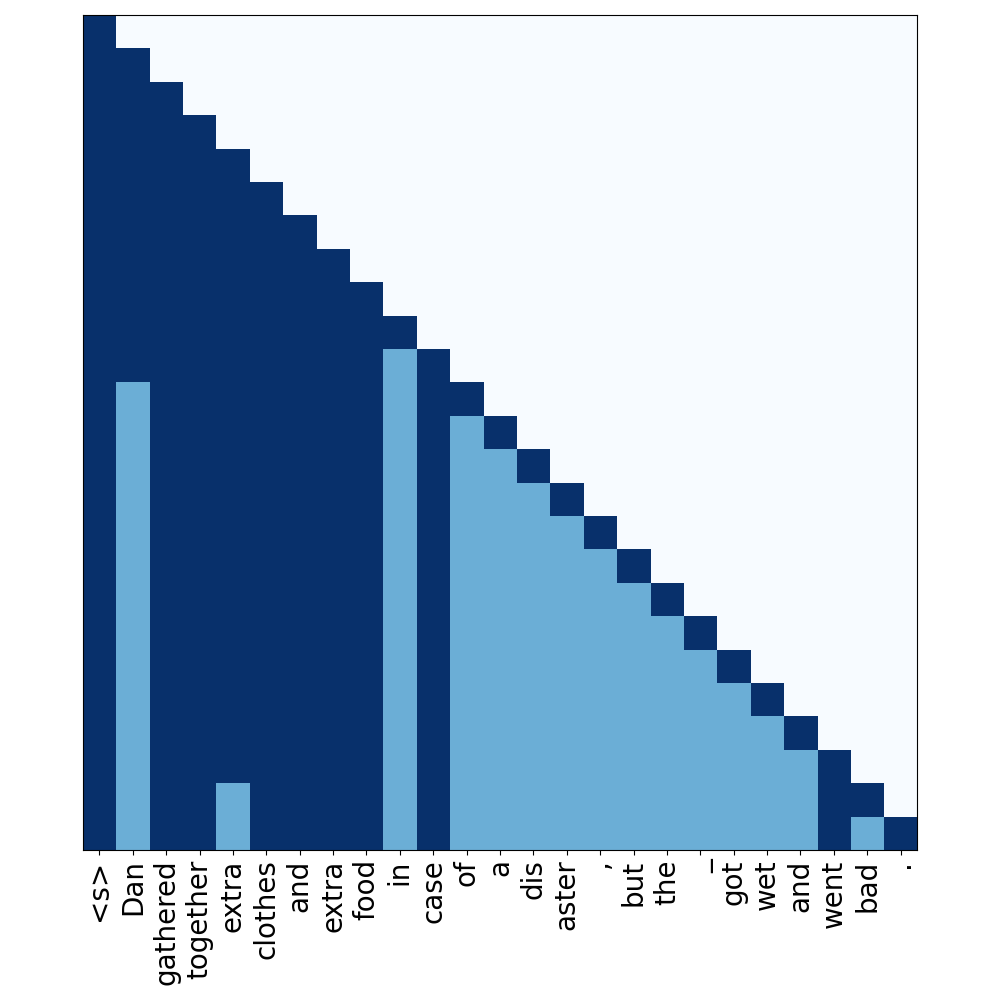 <s>
Dan
gathered
together
extra
clothes
and
extra
food
in
case
of
a
dis
aster
,
but
the
_
got
wet
and
went
bad
.